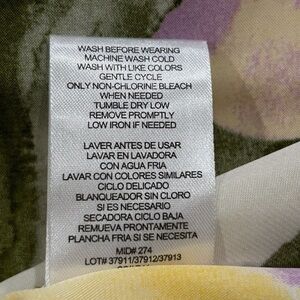 WASH BEFORE WEARING
MACHINE WASH COLD
WASH WITH LIKE COLORS
GENTLE CYCLE
ONLY NON-CHLORINE BLEACH
WHEN NEEDED
TUMBLE DRY LOW
REMOVE PROMPTLY
LOW IRON IF NEEDED
LAVER ANTES DE USAR
LAVAR EN LAVADORA
CON AGUA FRIA
LAVAR CON COLORES SIMILARES
CICLO DELICADO
BLANQUEADOR SIN CLORO
SI ES NECESARIO
SECADORA CICLO BAJA
REMUEVA PRONTAMENTE
PLANCHA FRIA SI ES NECESARIO
MID# 274
LOT# 37911/37912/37913